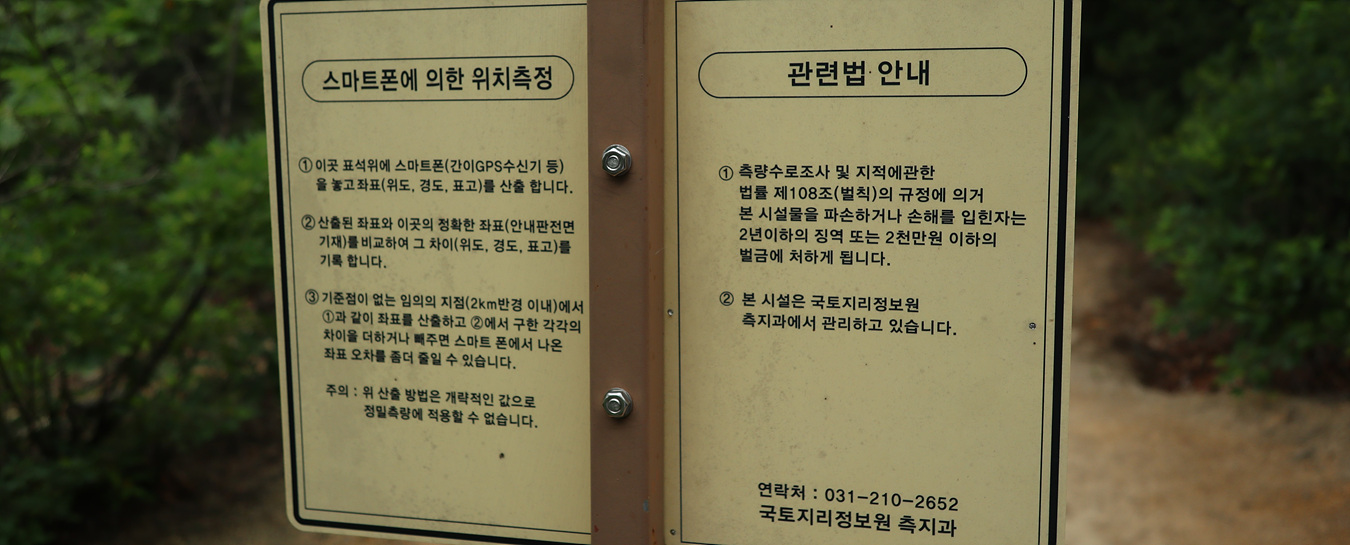 스마트폰에 의한 위치측정
① 이곳 표석위에 스마트폰(간이GPS수신기 등)
을 놓고좌표(위도, 경도, 표고)를 산출 합니다.
② 산출된 좌표와 이곳의 정확한 좌표(안내판전면
기재)를 비교하여 그 차이(위도, 경도, 표고)를
기록 합니다.
③ 기준점이 없는 임의의 지점(2km반경 이내)에서
①과 같이 좌표를 산출하고 ②에서 구한 각각의
차이을 더하거나 빼주면 스마트 폰에서 나온
좌표 오차를 좀더 줄일 수 있습니다.
주의 : 위 산출 방법은 개략적인 값으로
정밀측량에 적용할 수 없습니다.
관련법 안내
① 측량수로조사 및 지적에관한
법률 제108조(벌칙)의 규정에 의거
본 시설물을 파손하거나 손해를 입힌자는
2년이하의 징역 또는 2천만원 이하의
벌금에 처하게 됩니다.
② 본 시설은 국토지리정보원
측지과에서 관리하고 있습니다.
연락처 : 031-210-2652
국토지리정보원 측지과